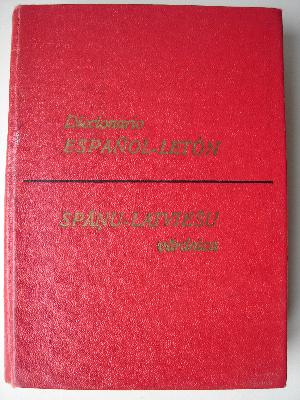 Diccionario
ESPAÑOL-LETÓN
SPĀŅU-LATVIEŠU
vārdnīca